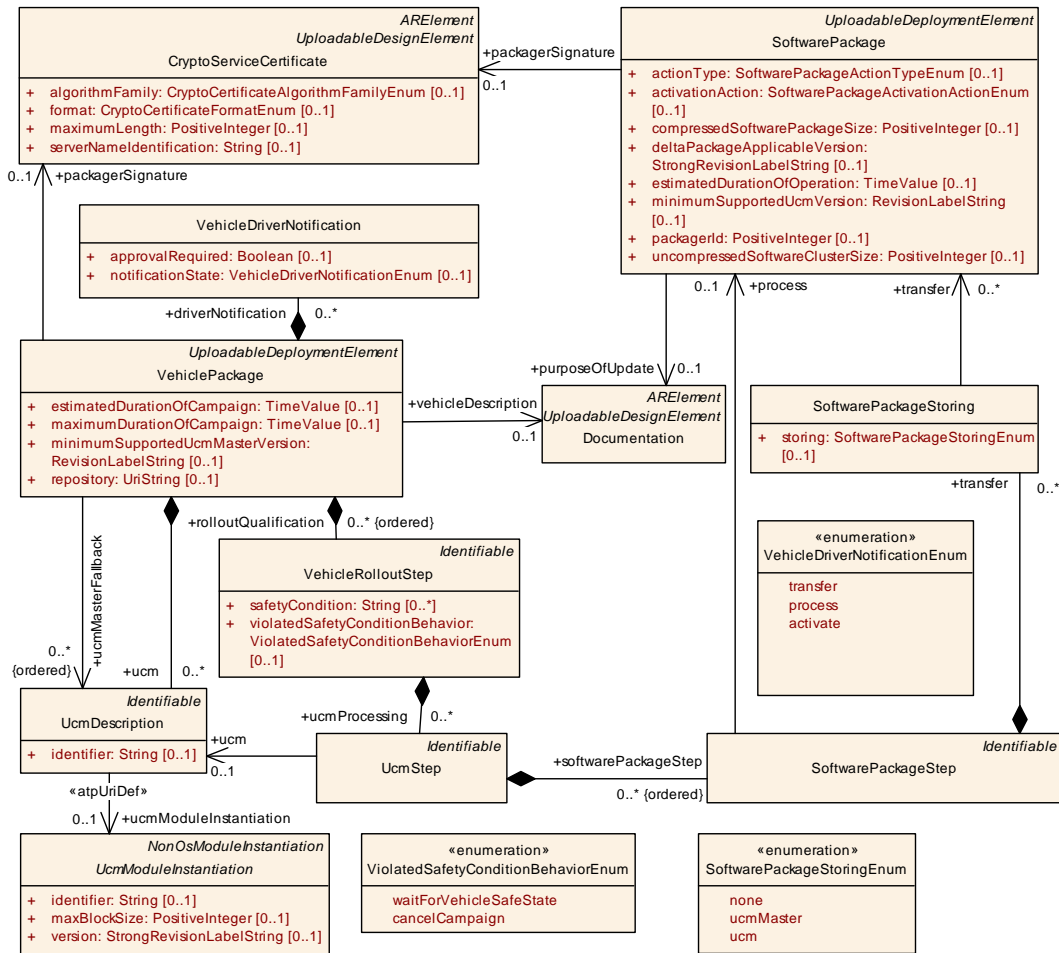 ARElement
UploadableDesignElement
CryptoServiceCertificate
+ algorithmFamily: CryptoCertificateAlgorithmFamilyEnum [0..1]
+ format: CryptoCertificateFormatEnum [0..1]
+ maximumLength: PositiveInteger [0..1]
+ serverNameIdentification: String [0..1]
+packagerSignature
0..1
UploadableDeploymentElement
SoftwarePackage
+ actionType: SoftwarePackageActionTypeEnum [0..1]
+ activationAction: SoftwarePackageActivationActionEnum
[0..1]
+ compressedSoftwarePackageSize: PositiveInteger [0..1]
+ deltaPackageApplicableVersion:
StrongRevisionLabelString [0..1]
+ estimatedDurationOfOperation: TimeValue [0..1]
+ minimumSupportedUcmVersion: RevisionLabelString
[0..1]
+ packagerId: PositiveInteger [0..1]
+ uncompressedSoftwareClusterSize: PositiveInteger [0..1]
0..1
+packagerSignature
VehicleDriverNotification
+ approvalRequired: Boolean [0..1]
+ notificationState: VehicleDriverNotificationEnum [0..1]
+driverNotification
0..*
0..1
+process
+transfer
0..*
UploadableDeploymentElement
VehiclePackage
+ estimatedDurationOfCampaign: TimeValue [0..1]
+ maximumDurationOfCampaign: TimeValue [0..1]
+ minimumSupportedUcmMasterVersion:
RevisionLabelString [0..1]
+ repository: UriString [0..1]
+vehicleDescription
0..1
+purposeOfUpdate
0..1
ARElement
UploadableDesignElement
Documentation
SoftwarePackageStoring
+ storing: SoftwarePackageStoringEnum
[0..1]
+transfer
0..*
+rolloutQualification
0..* {ordered}
+ucmMasterFallback
0..*
{ordered}
+ucm
0..*
Identifiable
VehicleRolloutStep
+ safetyCondition: String [0..*]
+ violatedSafetyConditionBehavior:
ViolatedSafetyConditionBehaviorEnum
[0..1]
«enumeration»
VehicleDriverNotificationEnum
transfer
process
activate
+ucmProcessing
0..*
Identifiable
UcmDescription
+ identifier: String [0..1]
+ucm
0..1
Identifiable
UcmStep
+softwarePackageStep
0..* {ordered}
Identifiable
SoftwarePackageStep
«atpUriDef»
0..1
+ucmModuleInstantiation
NonOsModuleInstantiation
UcmModuleInstantiation
+ identifier: String [0..1]
+ maxBlockSize: PositiveInteger [0..1]
+ version: StrongRevisionLabelString [0..1]
«enumeration»
ViolatedSafetyConditionBehaviorEnum
waitForVehicleSafeState
cancelCampaign
«enumeration»
SoftwarePackageStoringEnum
none
ucmMaster
ucm